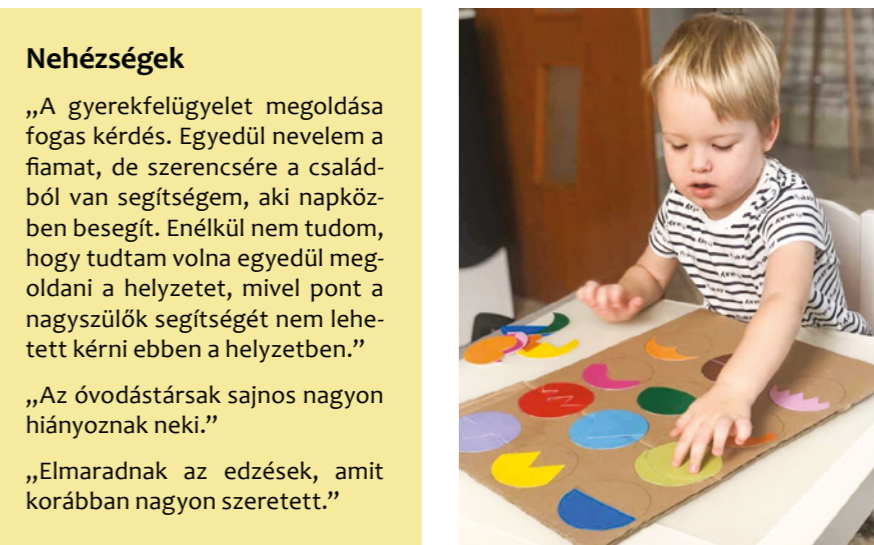 Nehézségek
„A gyerekfelügyelet megoldása
fogas kérdés. Egyedül nevelem a
fiamat, de szerencsére a család-
ból van segítségem, aki napköz-
ben besegít. Enélkül nem tudom,
hogy tudtam volna egyedül meg-
oldani a helyzetet, mivel pont a
nagyszülők segítségét nem lehe-
tett kérni ebben a helyzetben.”
„Az óvodástársak sajnos nagyon
hiányoznak neki.”
„Elmaradnak az edzések, amit
korábban nagyon szeretett.”